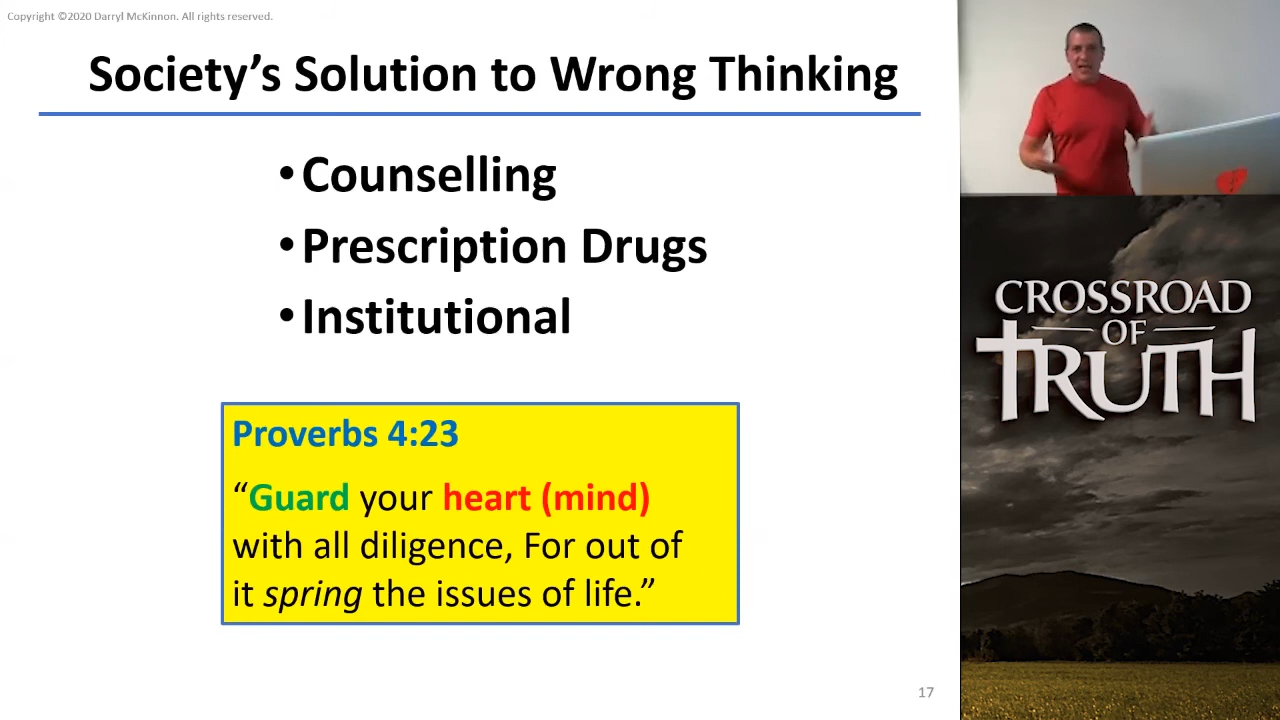 Copyright ©2020 Darryl McKinnon. All rights reserved.
Society’s Solution to Wrong Thinking
•Counselling
•Prescription Drugs
•Institutional
Proverbs 4:23
“Guard your heart (mind)
with all diligence, For out of
it spring the issues of life.”
17
CROSSROAD
OF
TRUTH